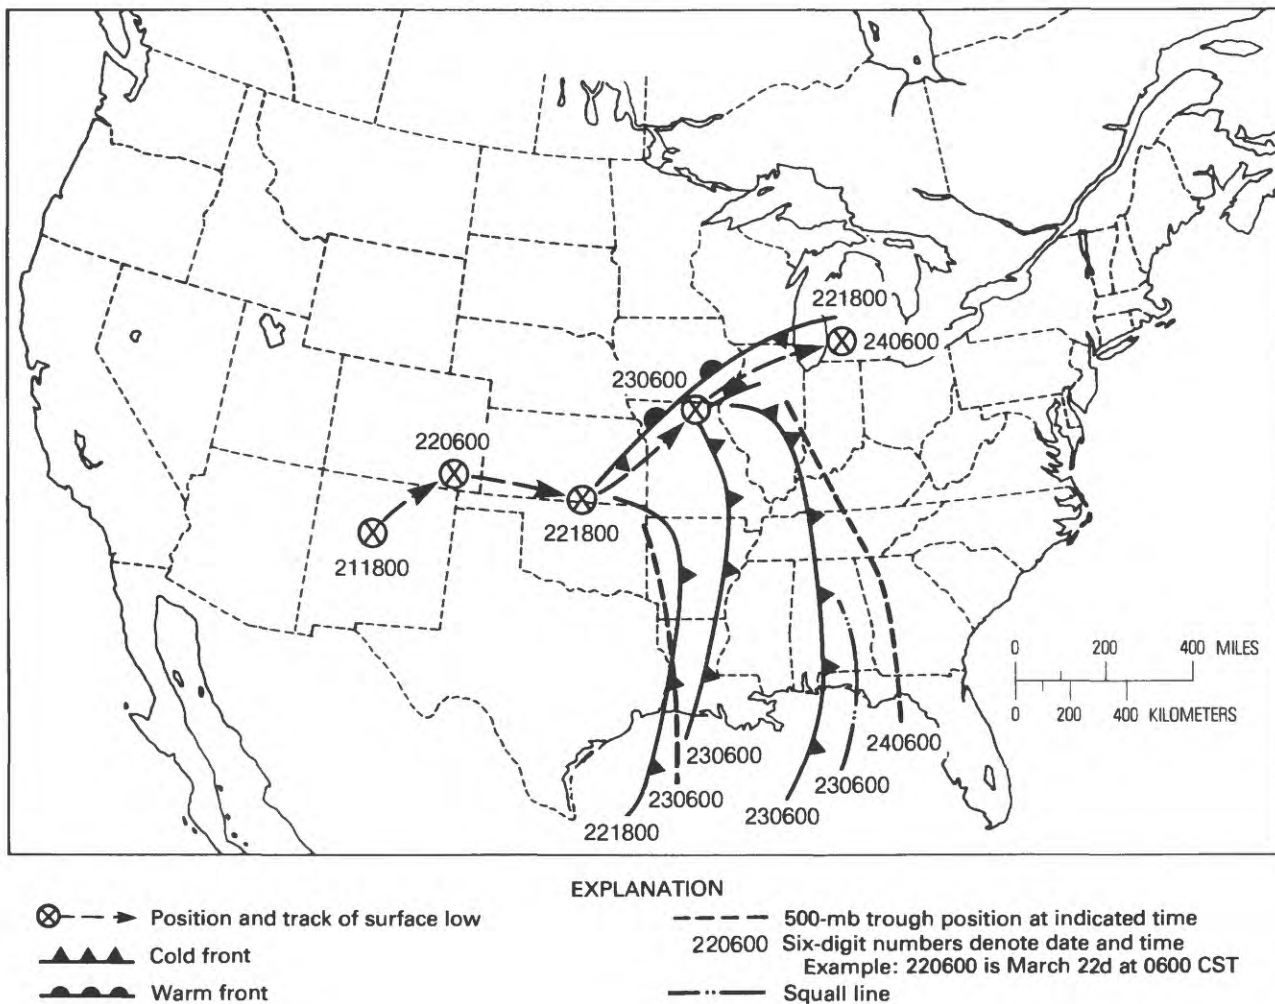 221800
240600
230600
220600
221800
211800
0 200 400 MILES
0 200 400 KILOMETERS
240600
230600
230600
230600
230600
221800
EXPLANATION
Position and track of surface low
Cold front
Warm front
500-mb trough position at indicated time
220600 Six-digit numbers denote date and time
Example: 220600 is March 22d at 0600 CST
Squall line